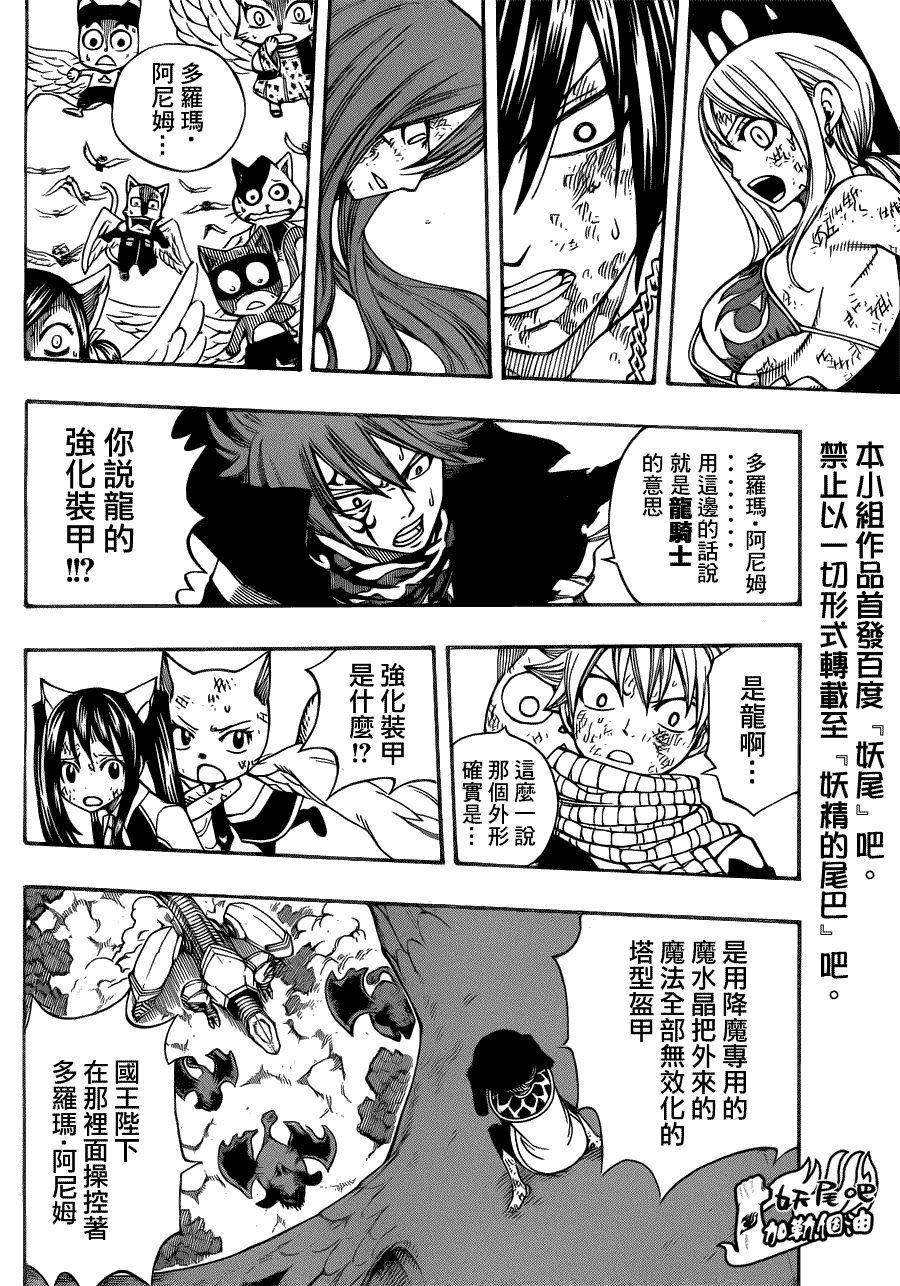 多羅瑪·
阿尼姆…
多羅瑪·阿尼姆
……
用這邊的話說
就是龍騎士
的意思
你説龍的
強化裝甲
!!?
是龍啊…
這麼一說
那個外形
確實是…
強化裝甲
是什麼!?
是用降魔專用的
魔水晶把外來的
魔法全部無效化的
塔型盔甲
國王陛下
在那裡面操控著
多羅瑪·阿尼姆
本小組作品首發百度『妖尾』吧。
禁止以一切形式轉載至『妖精的尾巴』吧。
妖尾吧
加勒個油